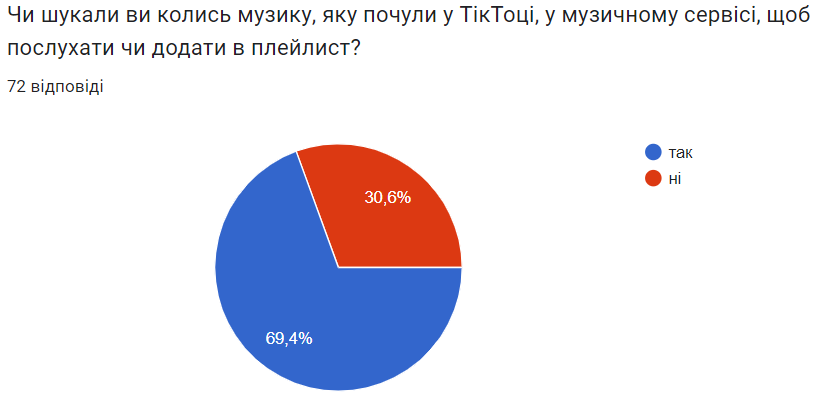 Чи шукали ви колись музику, яку почули у ТікТоці, у музичному сервісі, щоб
послухати чи додати в плейлист?
72 відповіді
так
ні
30,6%
69,4%